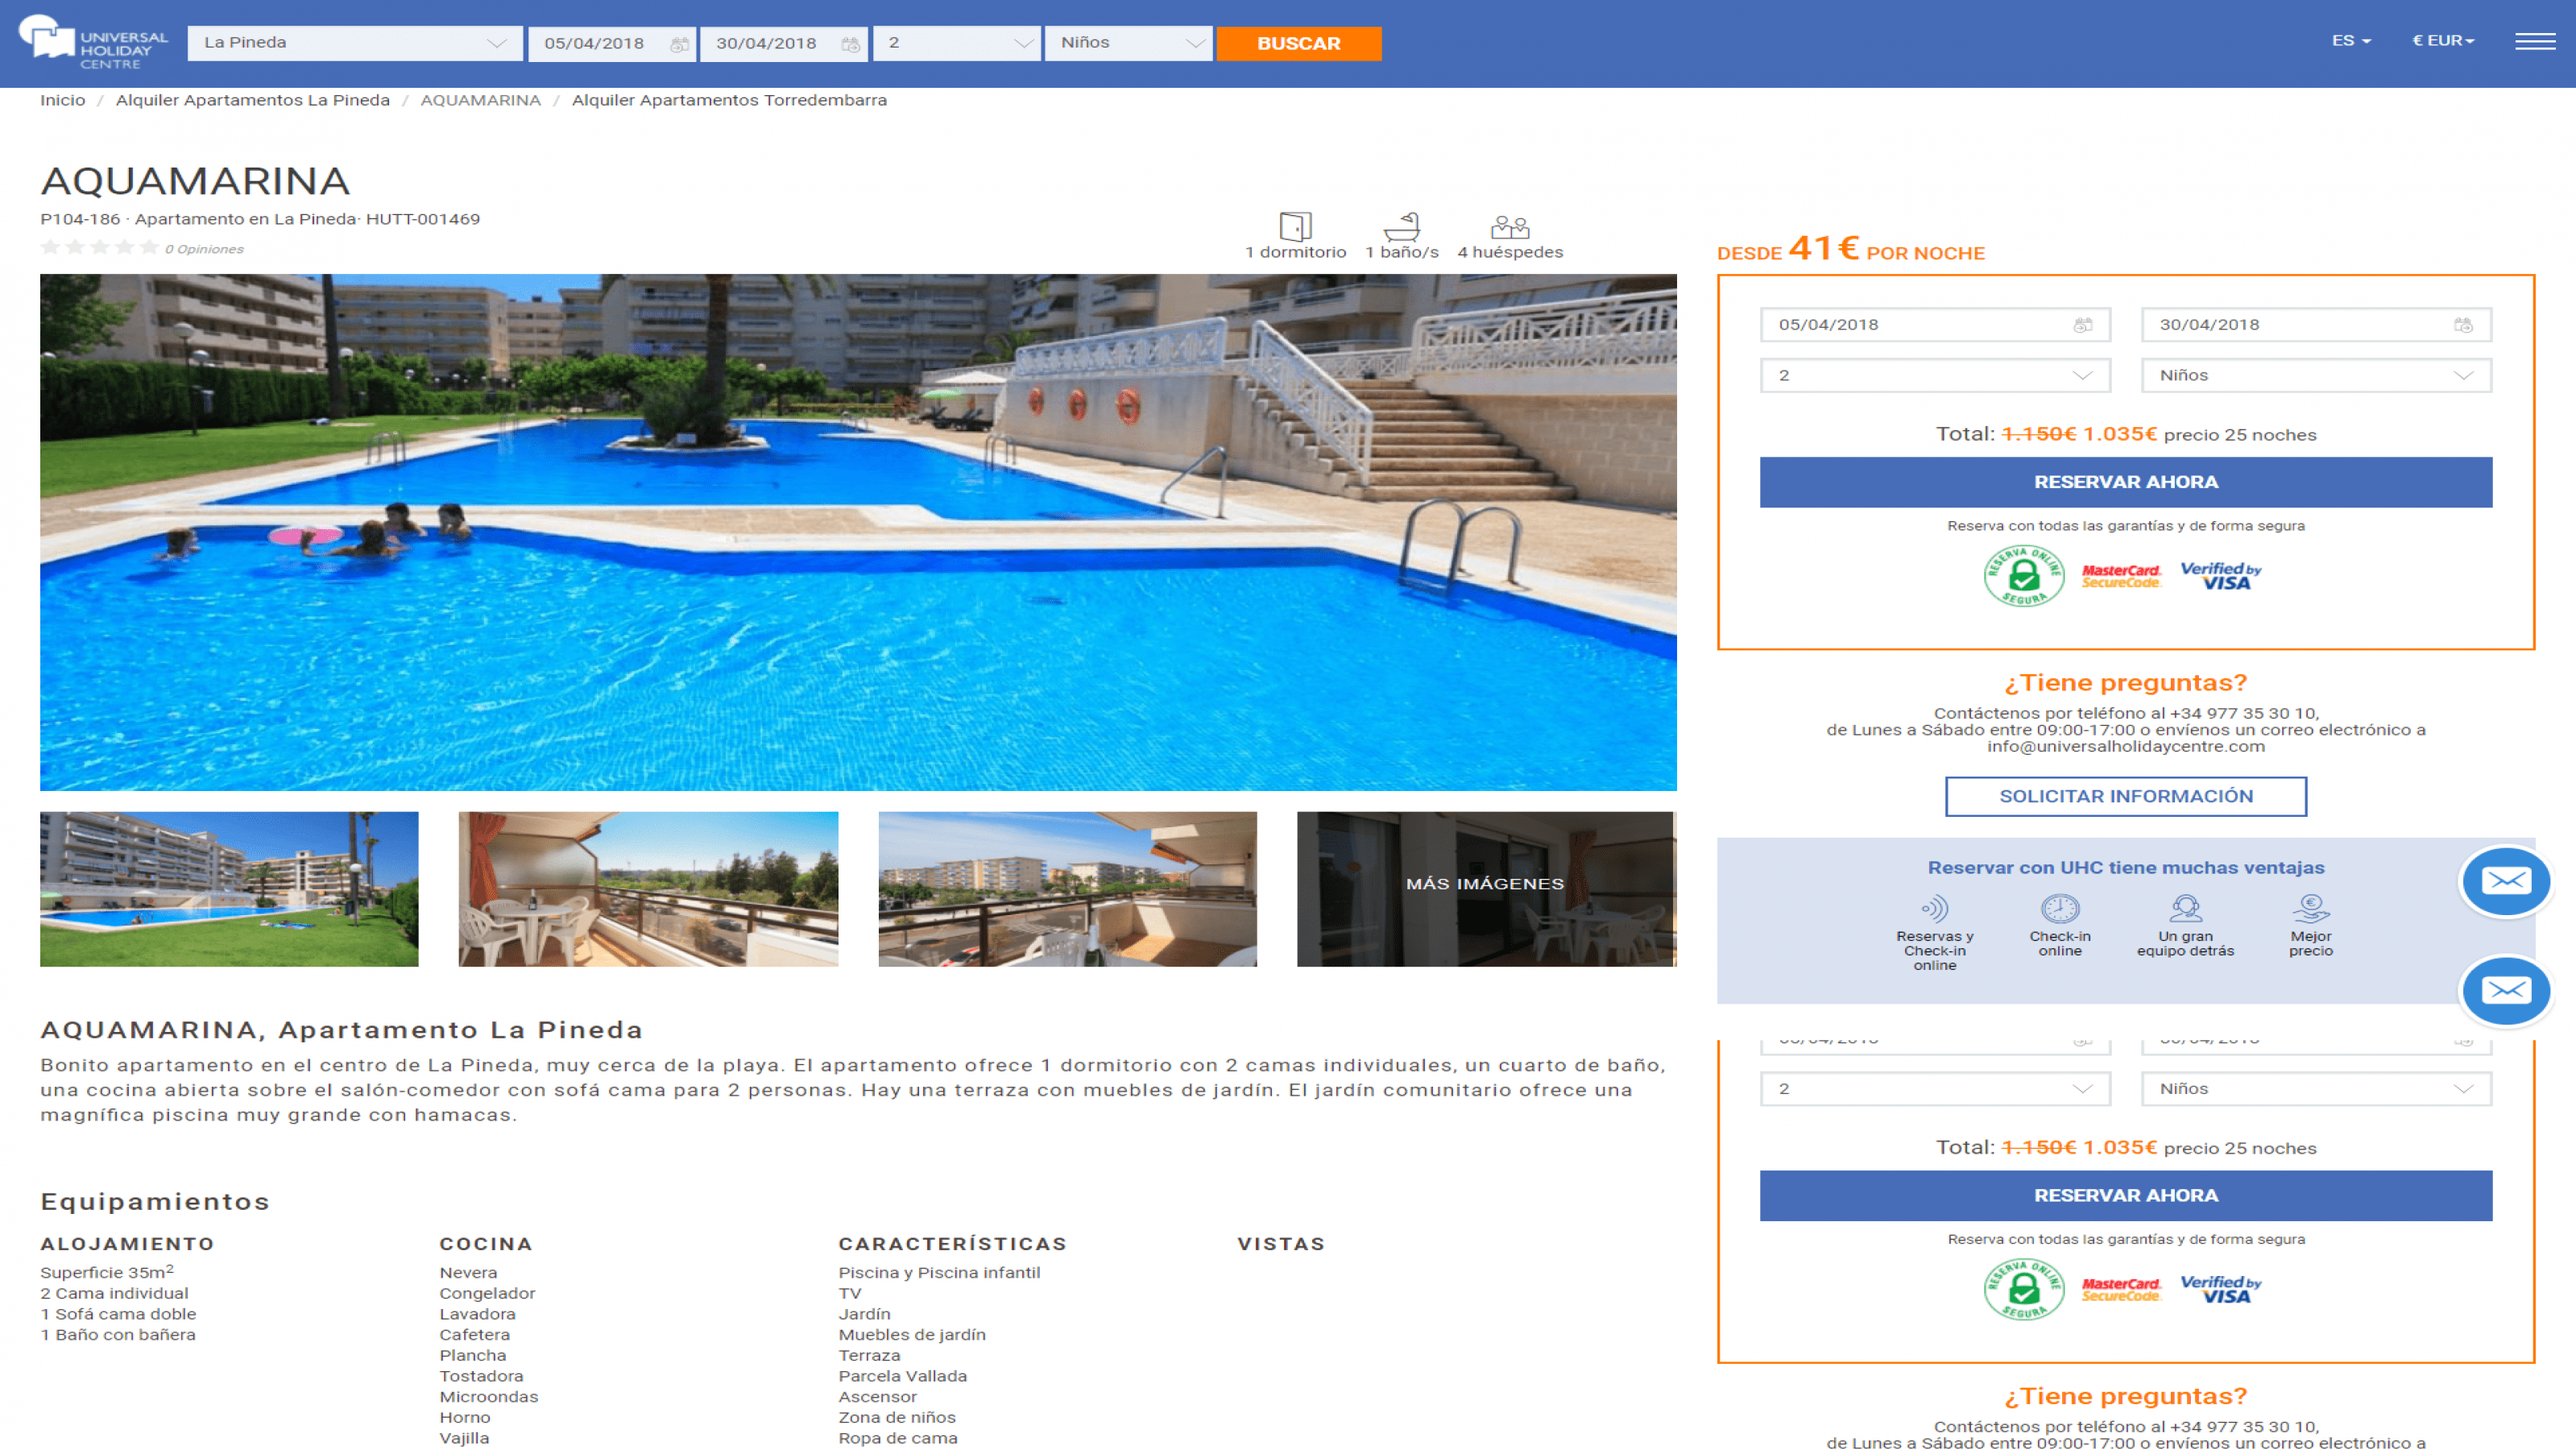 UNIVERSAL
HOLIDAY
CENTRE
La Pineda
05/04/2018
30/04/2018
2
Niños
BUSCAR
ES
€ EUR
Inicio / Alquiler Apartamentos La Pineda / AQUAMARINA / Alquiler Apartamentos Torredembarra
AQUAMARINA
P104-186 · Apartamento en La Pineda· HUTT-001469
0 Opiniones
1 dormitorio
1 baño/s
4 huéspedes
DESDE 41€ POR NOCHE
05/04/2018
30/04/2018
2
Niños
Total: 1.150€ 1.035€ precio 25 noches
RESERVAR AHORA
Reserva con todas las garantías y de forma segura
RESERVA ONLINE
SEGURA
MasterCard.
SecureCode.
Verified by
VISA
¿Tiene preguntas?
Contáctenos por teléfono al +34 977 35 30 10,
de Lunes a Sábado entre 09:00-17:00 o envíenos un correo electrónico a
info@universalholidaycentre.com
SOLICITAR INFORMACIÓN
MÁS IMÁGENES
Reservar con UHC tiene muchas ventajas
Reservas y
Check-in
online
Check-in
online
Un gran
equipo detrás
Mejor
precio
AQUAMARINA, Apartamento La Pineda
Bonito apartamento en el centro de La Pineda, muy cerca de la playa. El apartamento ofrece 1 dormitorio con 2 camas individuales, un cuarto de baño,
una cocina abierta sobre el salón-comedor con sofá cama para 2 personas. Hay una terraza con muebles de jardín. El jardín comunitario ofrece una
magnífica piscina muy grande con hamacas.
Equipamientos
ALOJAMIENTO
Superficie 35m²
2 Cama individual
1 Sofá cama doble
1 Baño con bañera
COCINA
Nevera
Congelador
Lavadora
Cafetera
Plancha
Tostadora
Microondas
Horno
Vajilla
CARACTERÍSTICAS
Piscina y Piscina infantil
TV
Jardín
Muebles de jardín
Terraza
Parcela Vallada
Ascensor
Zona de niños
Ropa de cama
VISTAS
2
Niños
Total: 1.150€ 1.035€ precio 25 noches
RESERVAR AHORA
Reserva con todas las garantías y de forma segura
RESERVA ONLINE
SEGURA
MasterCard.
SecureCode.
Verified by
VISA
¿Tiene preguntas?
Contáctenos por teléfono al +34 977 35 30 10,
de Lunes a Sábado entre 09:00-17:00 o envíenos un correo electrónico a